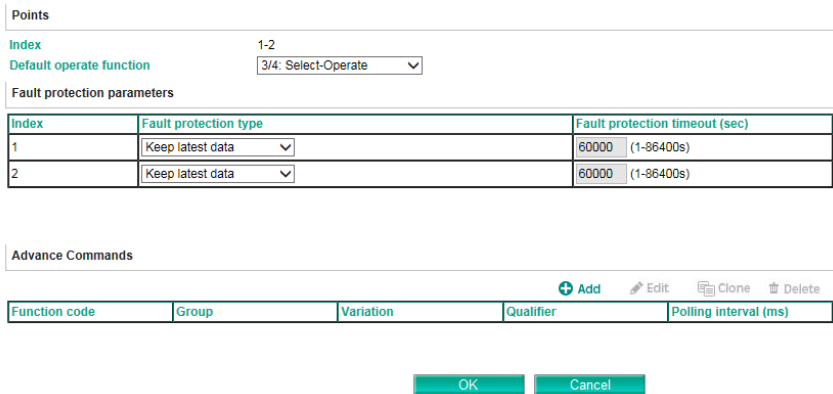 Points
Index 1-2
Default operate function 3/4: Select-Operate
Fault protection parameters
Index Fault protection type Fault protection timeout (sec)
1 Keep latest data 60000 (1-86400s)
2 Keep latest data 60000 (1-86400s)
Advance Commands
Add Edit Clone Delete
Function code Group Variation Qualifier Polling interval (ms)
OK Cancel